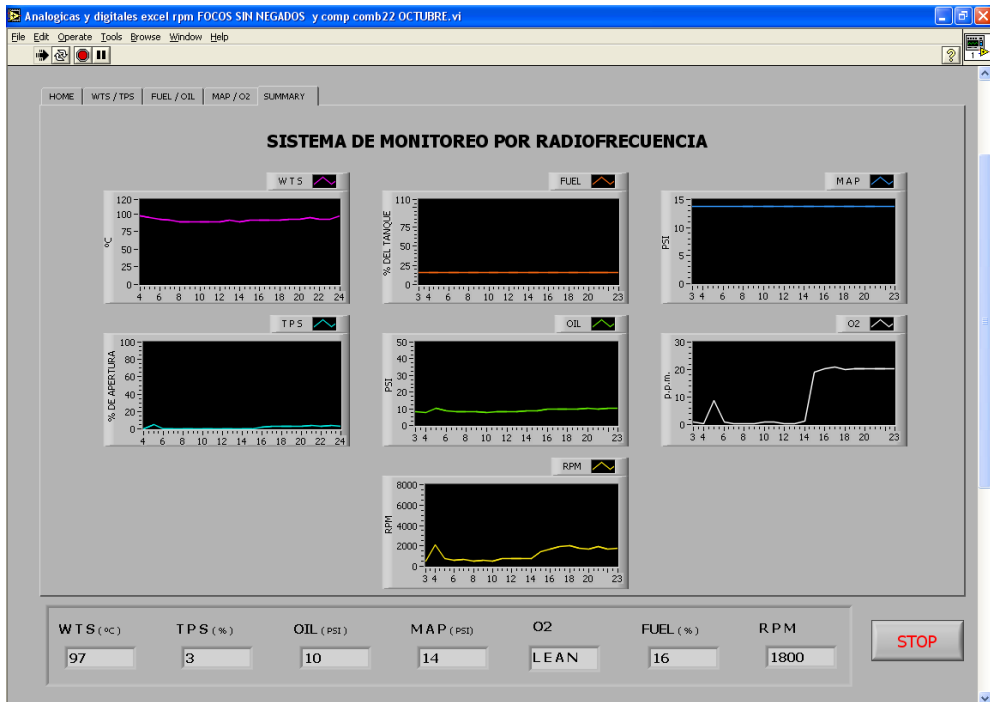 Analogicas y digitales excel rpm FOCOS SIN NEGADOS y comp comb22 OCTUBRE.vi
File Edit Operate Tools Browse Window Help
? 1
HOME WTS / TPS FUEL / OIL MAP / O2 SUMMARY
SISTEMA DE MONITOREO POR RADIOFRECUENCIA
WTS
ºC
120
100
75
50
25
0
4 6 8 10 12 14 16 18 20 22 24
FUEL
% DEL TANQUE
110
75
50
25
0
3 4 6 8 10 12 14 16 18 20 23
MAP
PSI
15
10
5
0
3 4 6 8 10 12 14 16 18 20 23
TPS
% DE APERTURA
100
80
60
40
20
0
4 6 8 10 12 14 16 18 20 22 24
OIL
PSI
50
40
30
20
10
0
3 4 6 8 10 12 14 16 18 20 23
O2
p.p.m.
30
20
10
0
3 4 6 8 10 12 14 16 18 20 23
RPM
RPM
8000
6000
4000
2000
0
3 4 6 8 10 12 14 16 18 20 23
WTS (ºC) TPS (%) OIL (PSI) MAP (PSI) O2 FUEL (%) RPM
97 3 10 14 LEAN 16 1800
STOP